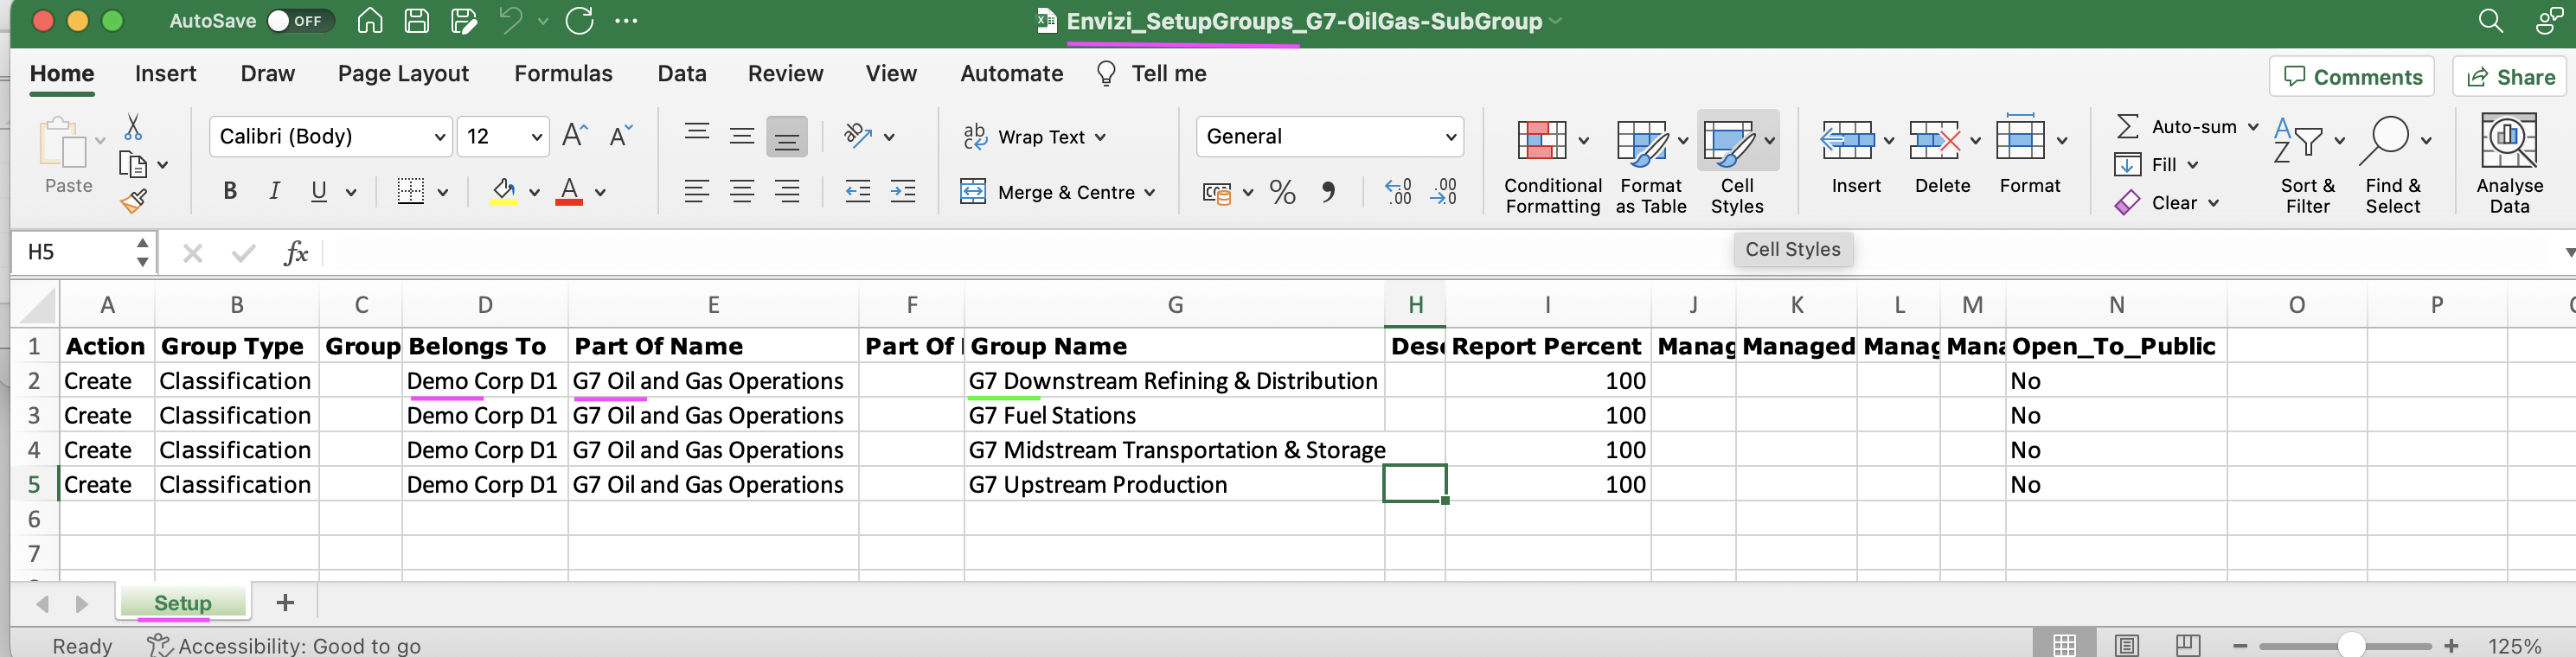 AutoSave OFF Envizi_SetupGroups_G7-OilGas-SubGroup
Home Insert Draw Page Layout Formulas Data Review View Automate Tell me Comments Share
Paste
Calibri (Body) 12
B I U A
ab Wrap Text
Merge & Centre
General
% .00 .00
Conditional Formatting
Format as Table
Cell Styles
Insert Delete Format
Auto-sum
Fill
Clear
Sort & Filter
Find & Select
Analyse Data
H5 fx
Cell Styles
A B C D E F G H I J K L M N O P
1 Action Group Type Group Belongs To Part Of Name Part Of Group Name Desc Report Percent Manag Managed Manag Mana Open_To_Public
2 Create Classification Demo Corp D1 G7 Oil and Gas Operations G7 Downstream Refining & Distribution 100 No
3 Create Classification Demo Corp D1 G7 Oil and Gas Operations G7 Fuel Stations 100 No
4 Create Classification Demo Corp D1 G7 Oil and Gas Operations G7 Midstream Transportation & Storage 100 No
5 Create Classification Demo Corp D1 G7 Oil and Gas Operations G7 Upstream Production 100 No
6
7
Setup
Ready Accessibility: Good to go 125%